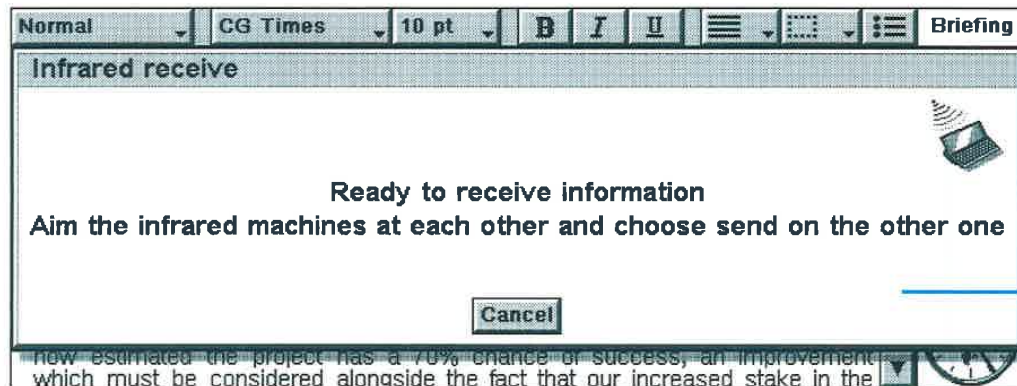 Normal CG Times 10 pt B I U Briefing
Infrared receive
Ready to receive information
Aim the infrared machines at each other and choose send on the other one
Cancel
now estimated the project has a 70% chance of success, an improvement
which must be considered alongside the fact that our increased stake in the